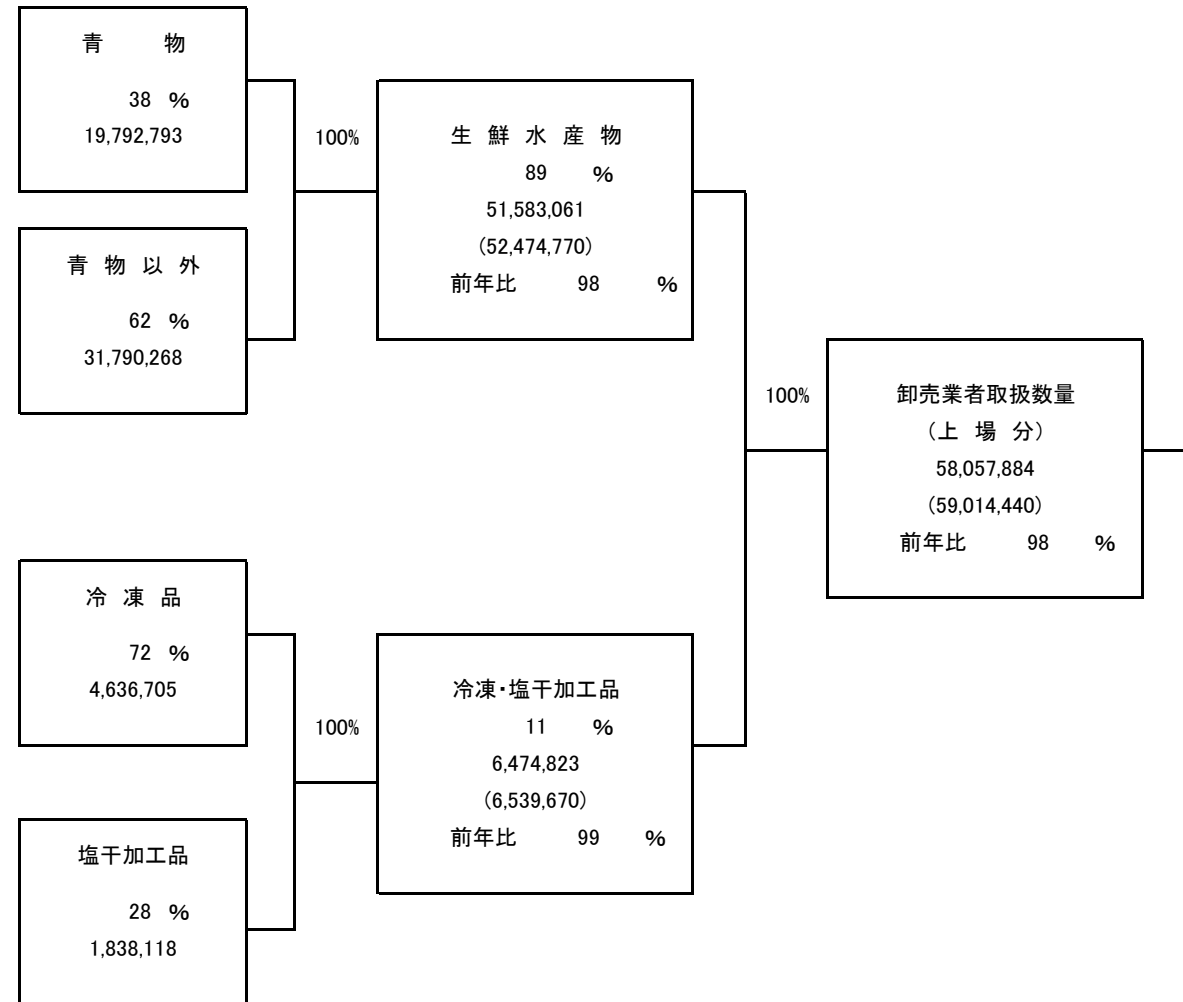 青 物
38 %
19,792,793
青 物 以 外
62 %
31,790,268
100%
生 鮮 水 産 物
89 %
51,583,061
(52,474,770)
前年比 98 %
冷 凍 品
72 %
4,636,705
塩干加工品
28 %
1,838,118
100%
冷凍・塩干加工品
11 %
6,474,823
(6,539,670)
前年比 99 %
100%
卸売業者取扱数量
(上 場 分)
58,057,884
(59,014,440)
前年比 98 %